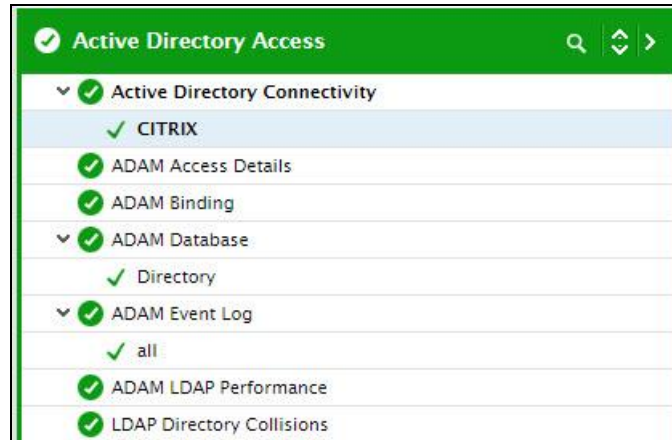 Active Directory Access
Active Directory Connectivity
CITRIX
ADAM Access Details
ADAM Binding
ADAM Database
Directory
ADAM Event Log
all
ADAM LDAP Performance
LDAP Directory Collisions